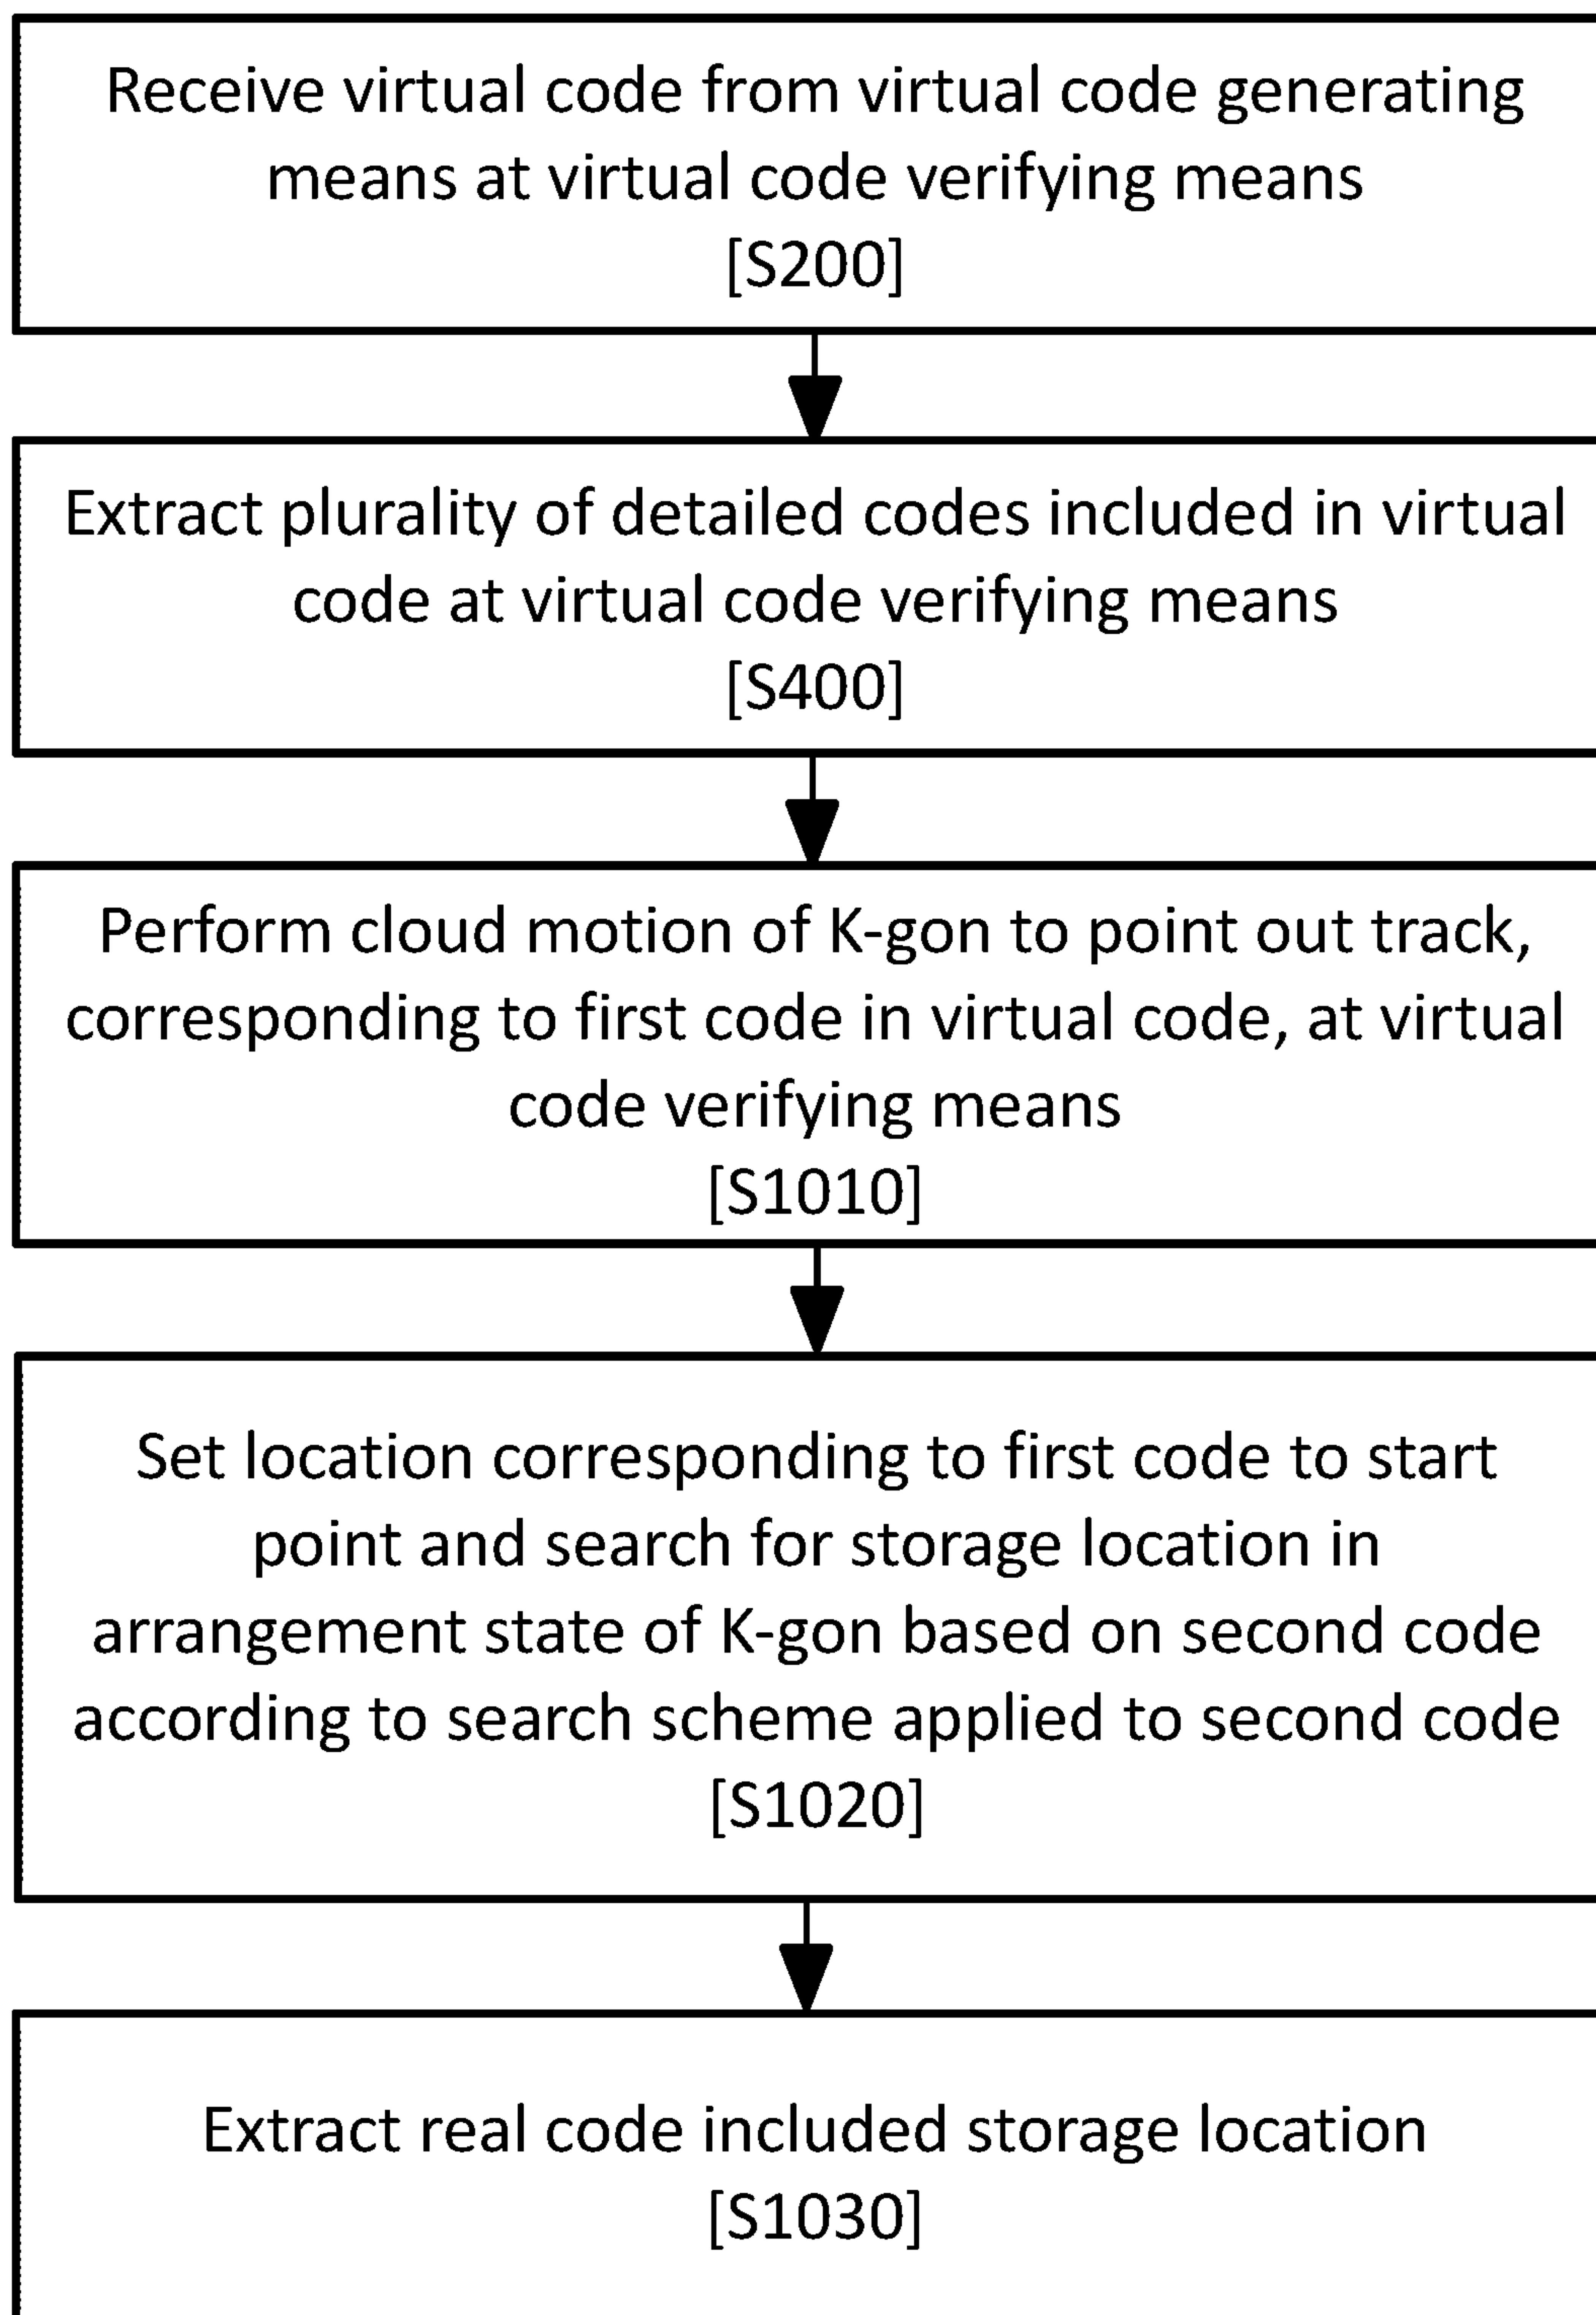 Receive virtual code from virtual code generating
means at virtual code verifying means
[S200]
Extract plurality of detailed codes included in virtual
code at virtual code verifying means
[S400]
Perform cloud motion of K-gon to point out track,
corresponding to first code in virtual code, at virtual
code verifying means
[S1010]
Set location corresponding to first code to start
point and search for storage location in
arrangement state of K-gon based on second code
according to search scheme applied to second code
[S1020]
Extract real code included storage location
[S1030]